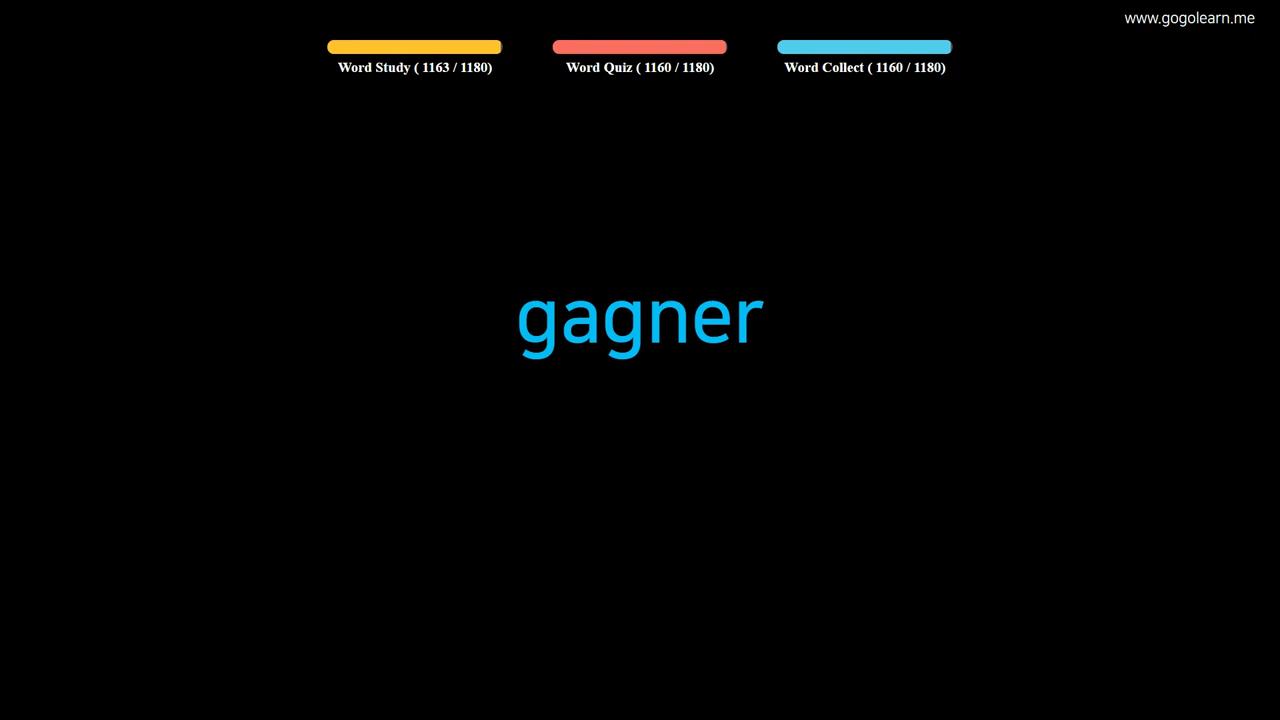 www.gogolearn.me
Word Study ( 1163 / 1180)
Word Quiz ( 1160 / 1180)
Word Collect ( 1160 / 1180)
gagner